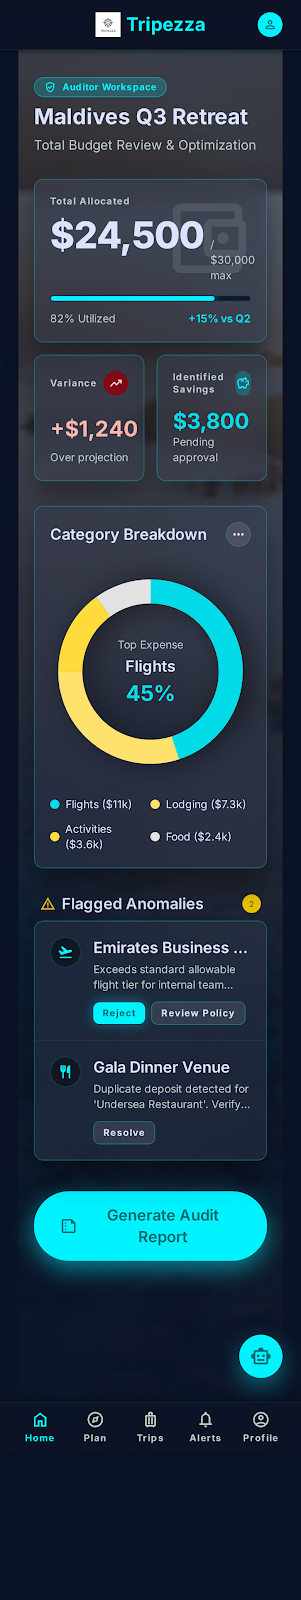 Tripezza
Auditor Workspace
Maldives Q3 Retreat
Total Budget Review & Optimization
Total Allocated
$24,500
/
$30,000
max
82% Utilized
+15% vs Q2
Variance
+$1,240
Over projection
Identified
Savings
$3,800
Pending
approval
Category Breakdown
Top Expense
Flights
45%
Flights ($11k)
Lodging ($7.3k)
Activities
($3.6k)
Food ($2.4k)
Flagged Anomalies
2
Emirates Business ...
Exceeds standard allowable
flight tier for internal team...
Reject
Review Policy
Gala Dinner Venue
Duplicate deposit detected for
'Undersea Restaurant'. Verify...
Resolve
Generate Audit
Report
Home
Plan
Trips
Alerts
Profile